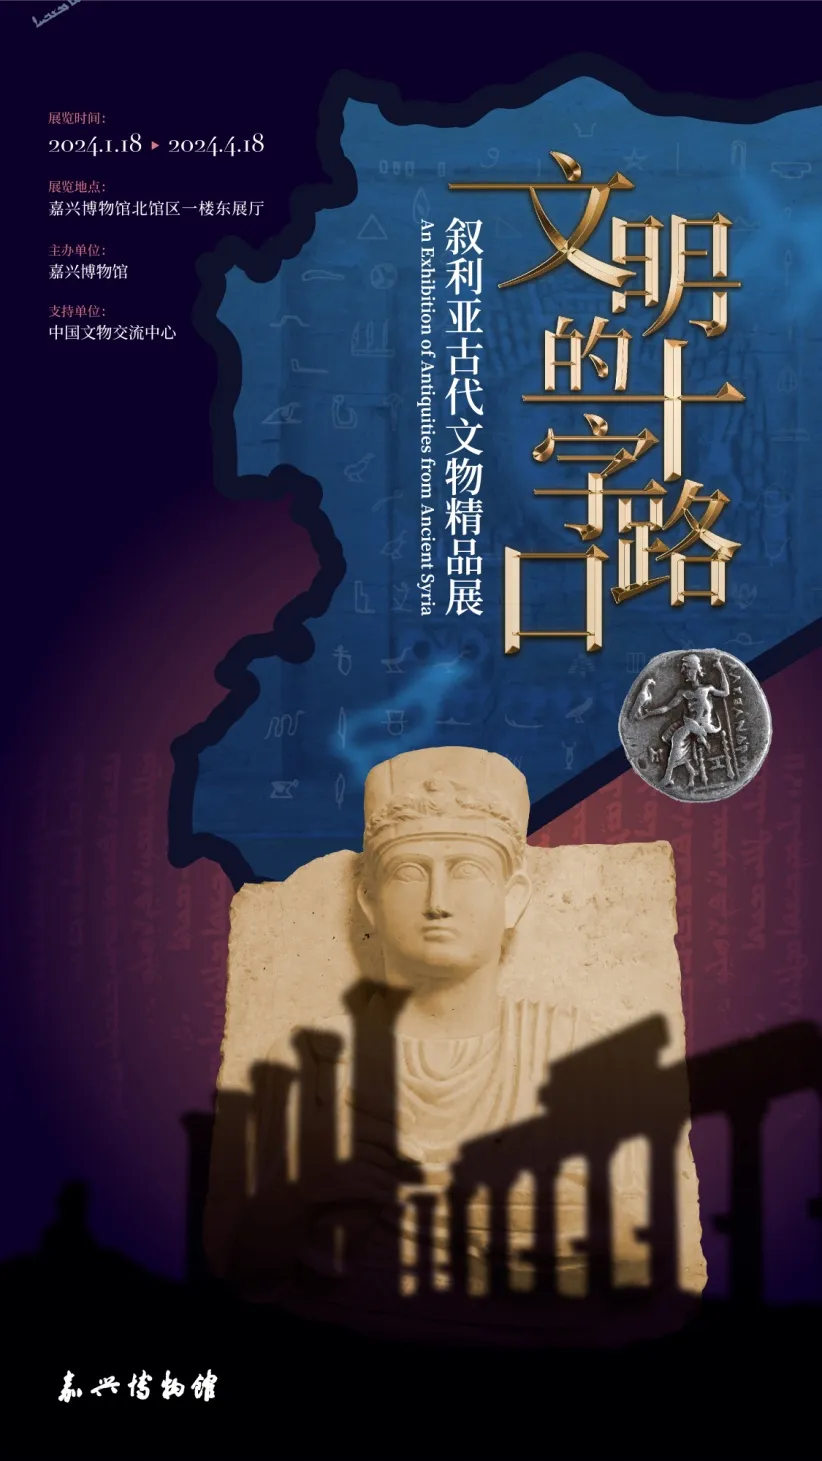 展览时间：
2024.1.18 ▸ 2024.4.18
展览地点：
嘉兴博物馆北馆区一楼东展厅
主办单位：
嘉兴博物馆
支持单位：
中国文物交流中心
文明的十字路口
叙利亚古代文物精品展
An Exhibition of Antiquities from Ancient Syria
嘉兴博物馆